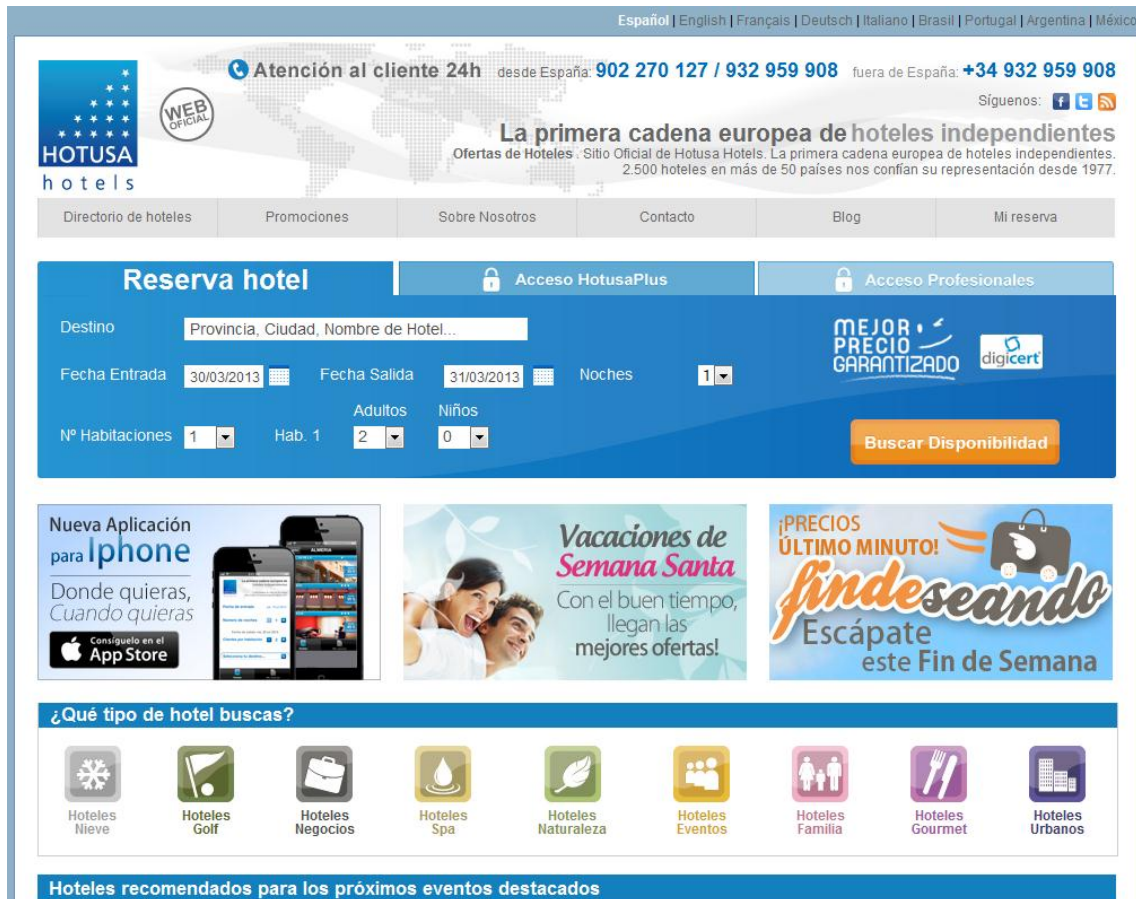 Español | English | Français | Deutsch | Italiano | Brasil | Portugal | Argentina | México
HOTUSA
hotels
WEB
OFICIAL
Atención al cliente 24h desde España: 902 270 127 / 932 959 908 fuera de España: +34 932 959 908
Síguenos:
La primera cadena europea de hoteles independientes
Ofertas de Hoteles : Sitio Oficial de Hotusa Hotels. La primera cadena europea de hoteles independientes.
2.500 hoteles en más de 50 países nos confían su representación desde 1977.
Directorio de hoteles Promociones Sobre Nosotros Contacto Blog Mi reserva
Reserva hotel Acceso HotusaPlus Acceso Profesionales
Destino Provincia, Ciudad, Nombre de Hotel...
Fecha Entrada 30/03/2013 Fecha Salida 31/03/2013 Noches 1
Adultos Niños
Nº Habitaciones 1 Hab. 1 2 0
MEJOR
PRECIO
GARANTIZADO
digicert
Buscar Disponibilidad
Nueva Aplicación
para Iphone
Donde quieras,
Cuando quieras
Consíguelo en el
App Store
ALMERIA
Vacaciones de
Semana Santa
Con el buen tiempo,
llegan las
mejores ofertas!
¡PRECIOS
ÚLTIMO MINUTO!
findeseando
Escápate
este Fin de Semana
¿Qué tipo de hotel buscas?
Hoteles Nieve
Hoteles Golf
Hoteles Negocios
Hoteles Spa
Hoteles Naturaleza
Hoteles Eventos
Hoteles Familia
Hoteles Gourmet
Hoteles Urbanos
Hoteles recomendados para los próximos eventos destacados